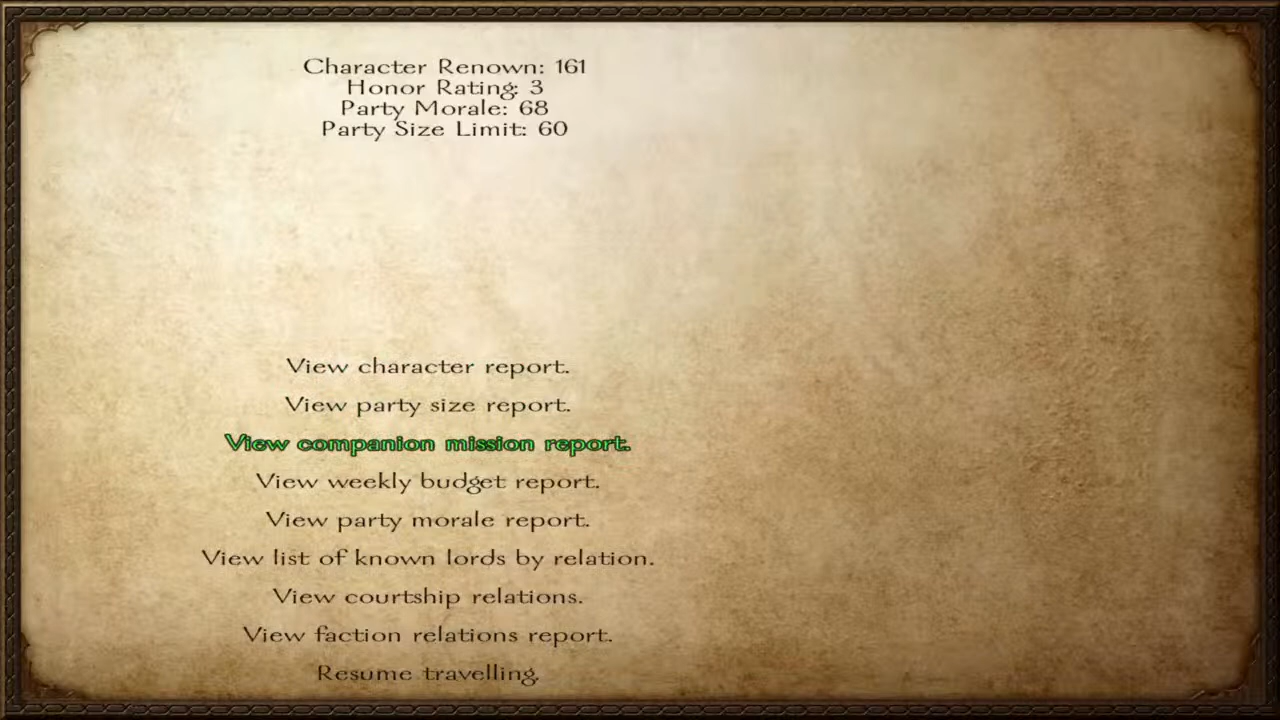 Character Renown: 161
Honor Rating: 3
Party Morale: 68
Party Size Limit: 60
View character report.
View party size report.
View companion mission report.
View weekly budget report.
View party morale report.
View list of known lords by relation.
View courtship relations.
View faction relations report.
Resume travelling.